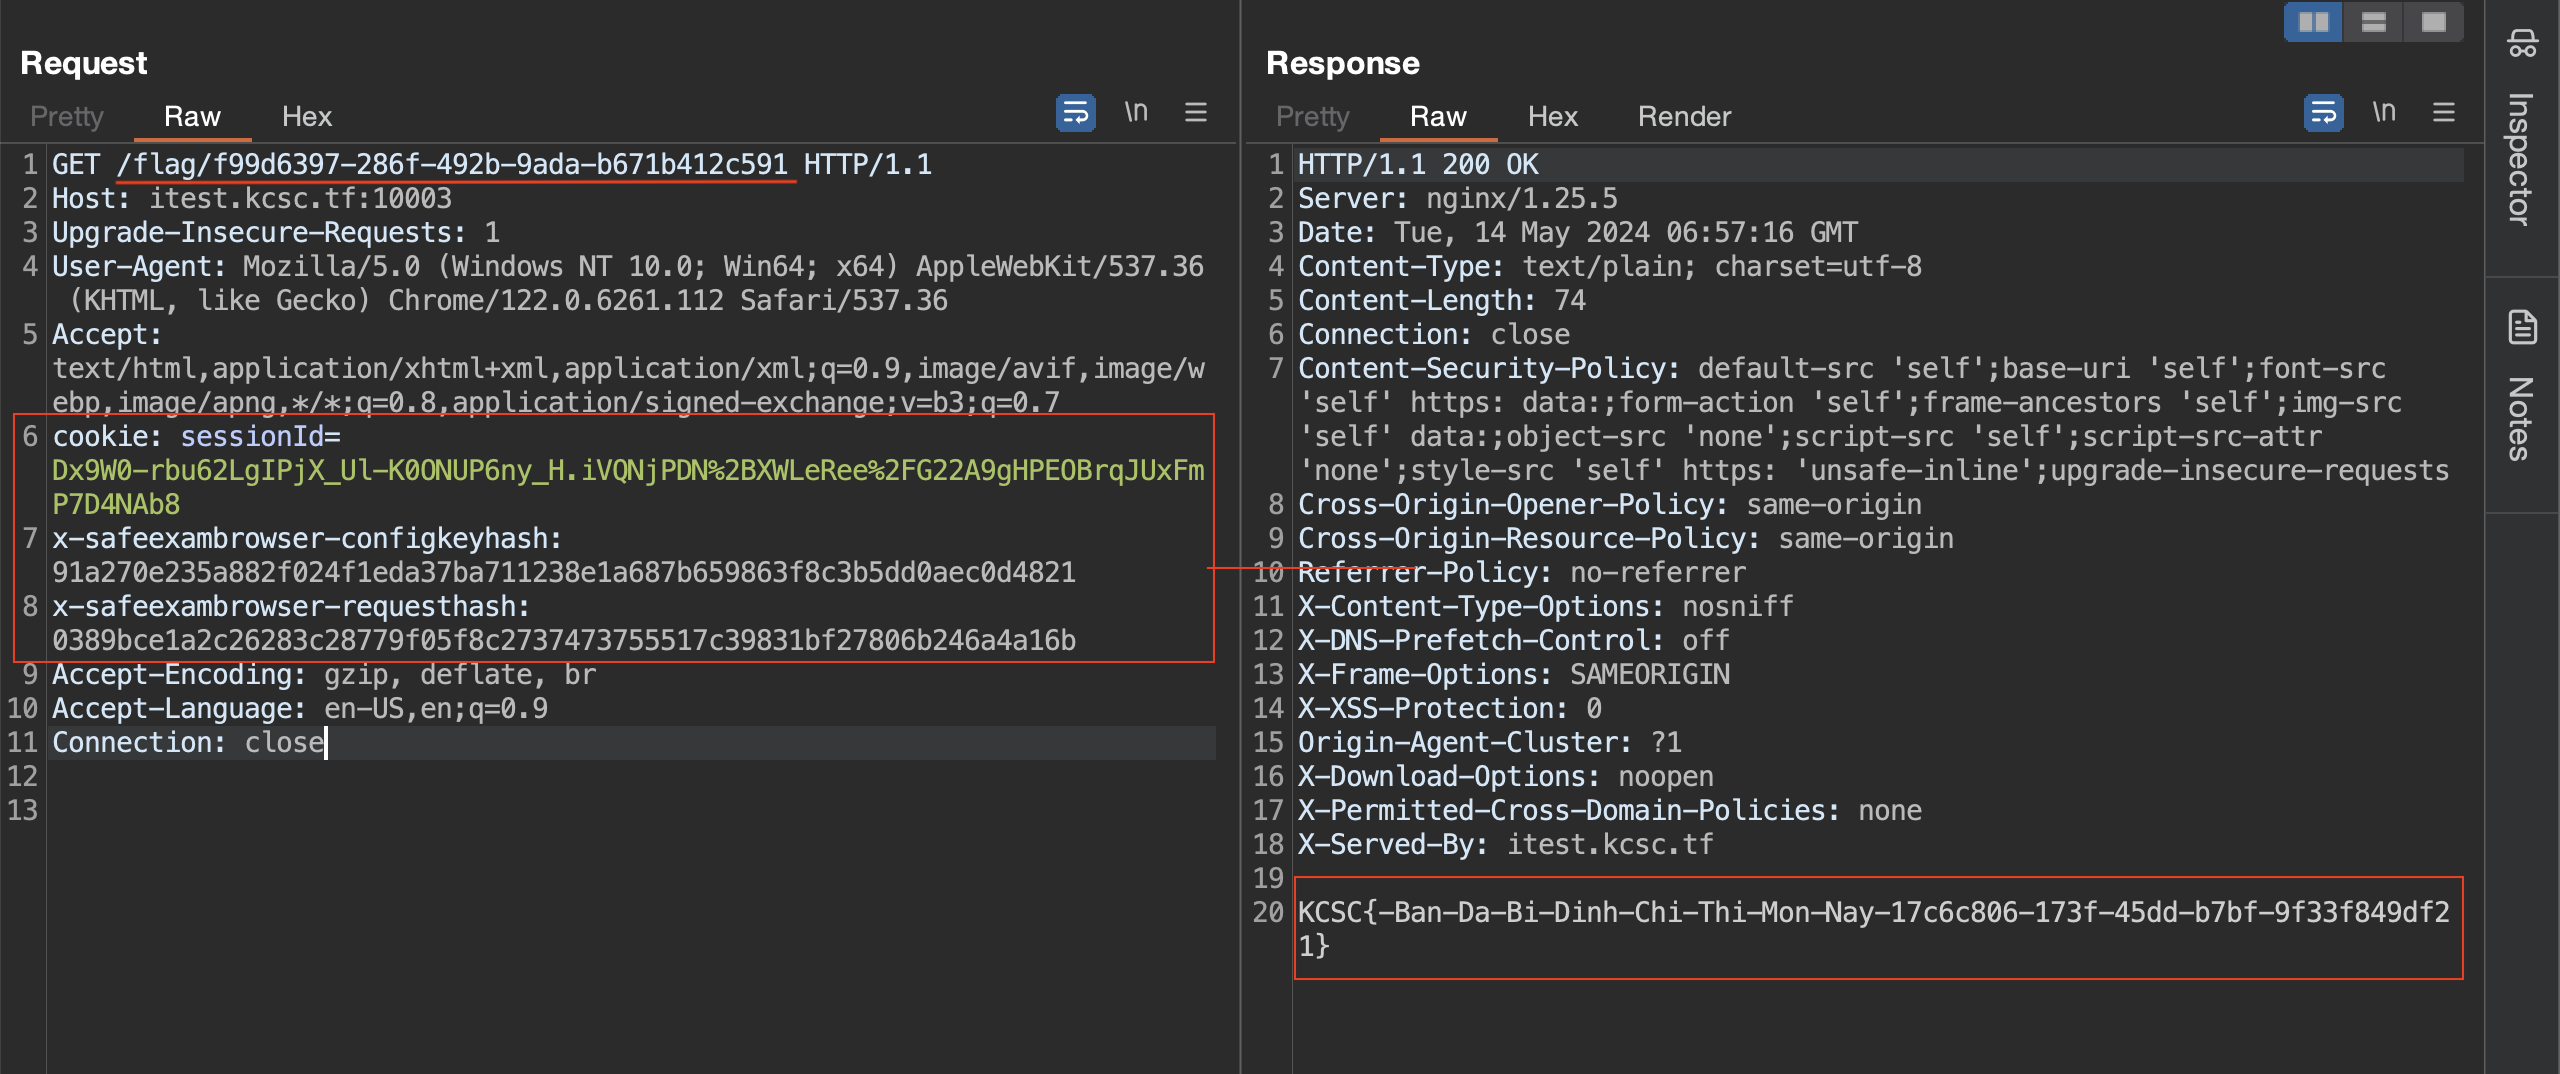 Request
Pretty Raw Hex
\n
1 GET /flag/f99d6397-286f-492b-9ada-b671b412c591 HTTP/1.1
2 Host: itest.kcsc.tf:10003
3 Upgrade-Insecure-Requests: 1
4 User-Agent: Mozilla/5.0 (Windows NT 10.0; Win64; x64) AppleWebKit/537.36
(KHTML, like Gecko) Chrome/122.0.6261.112 Safari/537.36
5 Accept:
text/html,application/xhtml+xml,application/xml;q=0.9,image/avif,image/w
ebp,image/apng,*/*;q=0.8,application/signed-exchange;v=b3;q=0.7
6 cookie: sessionId=
Dx9W0-rbu62LgIPjX_Ul-K0ONUP6ny_H.iVQNjPDN%2BXWLeRee%2FG22A9gHPEOBrqJUxFm
P7D4NAb8
7 x-safeexambrowser-configkeyhash:
91a270e235a882f024f1eda37ba711238e1a687b659863f8c3b5dd0aec0d4821
8 x-safeexambrowser-requesthash:
0389bce1a2c26283c28779f05f8c2737473755517c39831bf27806b246a4a16b
9 Accept-Encoding: gzip, deflate, br
10 Accept-Language: en-US,en;q=0.9
11 Connection: close
12
13
Response
Pretty Raw Hex Render
\n
1 HTTP/1.1 200 OK
2 Server: nginx/1.25.5
3 Date: Tue, 14 May 2024 06:57:16 GMT
4 Content-Type: text/plain; charset=utf-8
5 Content-Length: 74
6 Connection: close
7 Content-Security-Policy: default-src 'self';base-uri 'self';font-src
'self' https: data:;form-action 'self';frame-ancestors 'self';img-src
'self' data:;object-src 'none';script-src 'self';script-src-attr
'none';style-src 'self' https: 'unsafe-inline';upgrade-insecure-requests
8 Cross-Origin-Opener-Policy: same-origin
9 Cross-Origin-Resource-Policy: same-origin
10 Referrer-Policy: no-referrer
11 X-Content-Type-Options: nosniff
12 X-DNS-Prefetch-Control: off
13 X-Frame-Options: SAMEORIGIN
14 X-XSS-Protection: 0
15 Origin-Agent-Cluster: ?1
16 X-Download-Options: noopen
17 X-Permitted-Cross-Domain-Policies: none
18 X-Served-By: itest.kcsc.tf
19
20 KCSC{-Ban-Da-Bi-Dinh-Chi-Thi-Mon-Nay-17c6c806-173f-45dd-b7bf-9f33f849df2
1}
Inspector
Notes